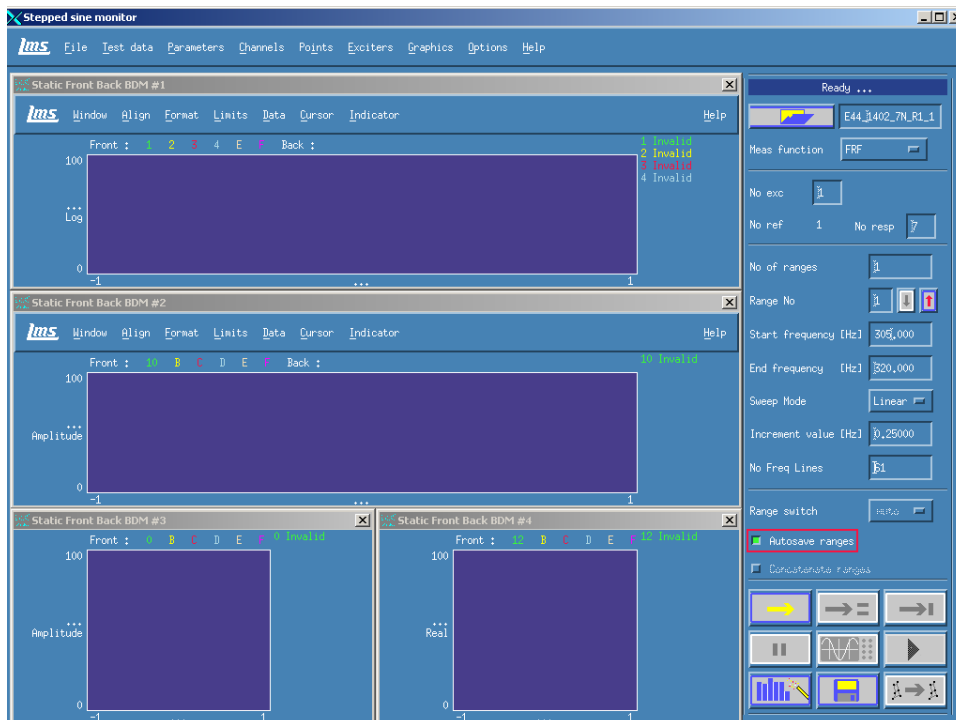 Stepped sine monitor
lms File Test data Parameters Channels Points Exciters Graphics Options Help
Static Front Back BDM #1
lms Window Align Format Limits Data Cursor Indicator Help
Front : 1 2 3 4 E F Back :
1 Invalid
2 Invalid
3 Invalid
4 Invalid
100
...
Log
0
-1 ... 1
Static Front Back BDM #2
lms Window Align Format Limits Data Cursor Indicator Help
Front : 10 B C D E F Back :
10 Invalid
100
...
Amplitude
0
-1 ... 1
Static Front Back BDM #3
Front : 0 B C D E F 0 Invalid
100
...
Amplitude
0
-1 ... 1
Static Front Back BDM #4
Front : 12 B C D E F 12 Invalid
100
...
Real
0
-1 ... 1
Ready ...
E44_1402_7N_R1_1
Meas function FRF
No exc 1
No ref 1 No resp 7
No of ranges 1
Range No 1
Start frequency [Hz] 305.000
End frequency [Hz] 320.000
Sweep Mode Linear
Increment value [Hz] 0.25000
No Freq Lines 61
Range switch Auto
Autosave ranges
Concatenate ranges